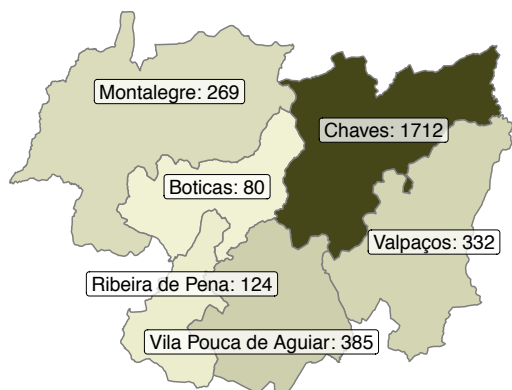 Montalegre: 269
Chaves: 1712
Boticas: 80
Valpaços: 332
Ribeira de Pena: 124
Vila Pouca de Aguiar: 385